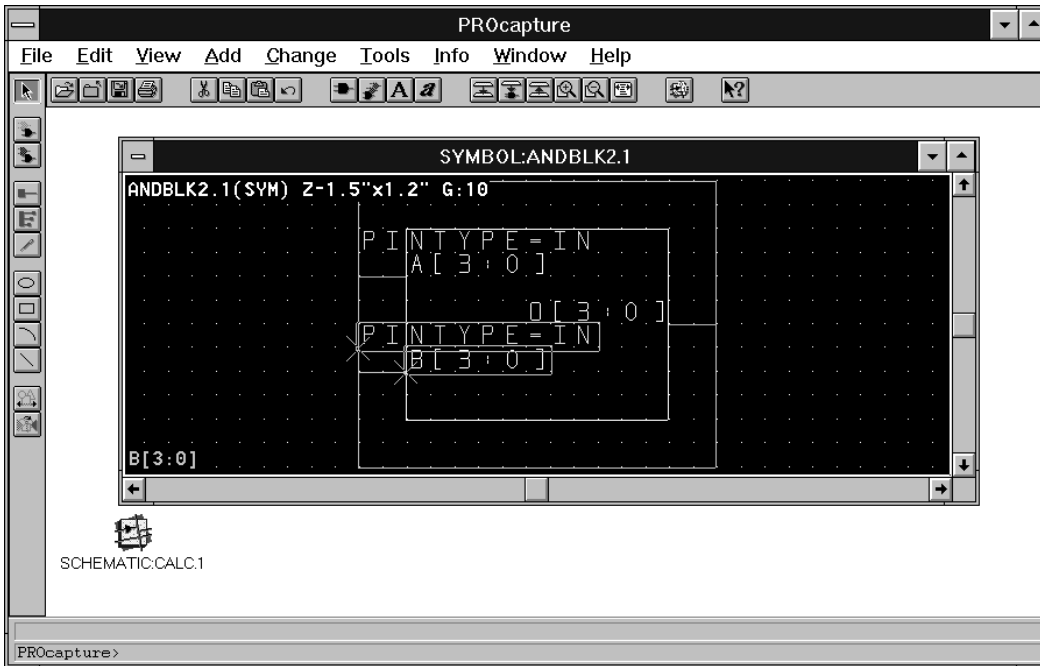 PROcapture
File Edit View Add Change Tools Info Window Help
A a ?
SYMBOL:ANDBLK2.1
ANDBLK2.1(SYM) Z-1.5"x1.2" G:10
PINTYPE=IN
A[3:0]
O[3:0]
PINTYPE=IN
B[3:0]
B[3:0]
SCHEMATIC:CALC.1
PROcapture>